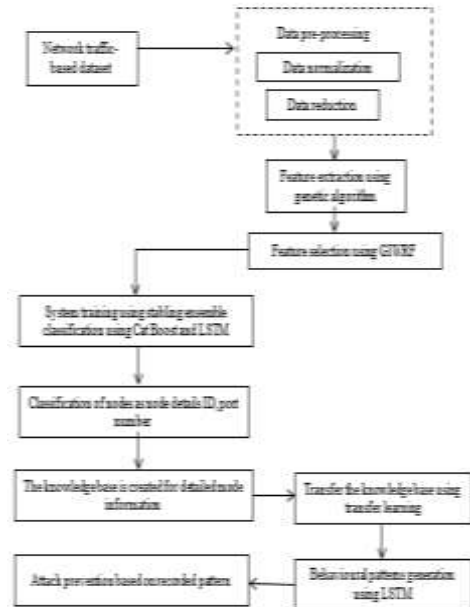 Network traffic-
based dataset
Data pre-processing
Data normalization
Data reduction
Feature extraction using
genetic algorithm
Feature selection using GIWRF
System training using stabling ensemble
classification using Cat Boost and LSTM
Classification of nodes as node details ID, port
number
The knowledge base is created for detailed node
information
Transfer the knowledge base using
transfer learning
Behavioural patterns generation
using LSTM
Attack prevention based on recorded pattern